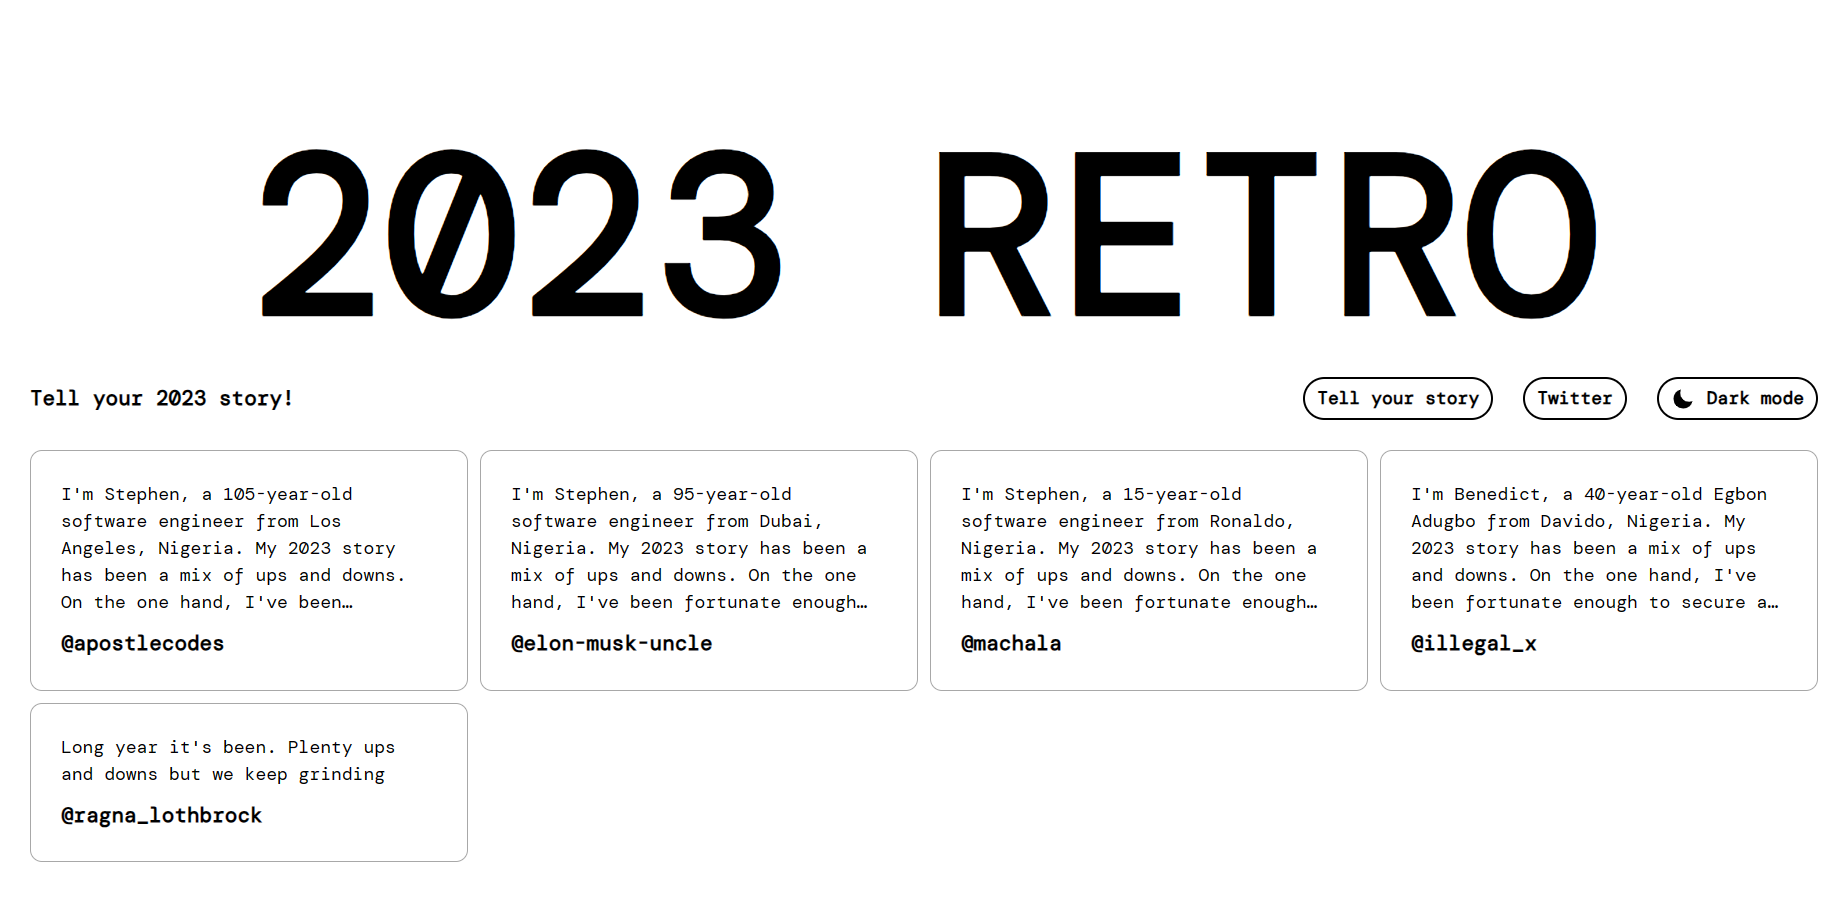 2023 RETRO
Tell your 2023 story!
Tell your story
Twitter
Dark mode
I'm Stephen, a 105-year-old
software engineer from Los
Angeles, Nigeria. My 2023 story
has been a mix of ups and downs.
On the one hand, I've been…
@apostlecodes
I'm Stephen, a 95-year-old
software engineer from Dubai,
Nigeria. My 2023 story has been a
mix of ups and downs. On the one
hand, I've been fortunate enough…
@elon-musk-uncle
I'm Stephen, a 15-year-old
software engineer from Ronaldo,
Nigeria. My 2023 story has been a
mix of ups and downs. On the one
hand, I've been fortunate enough…
@machala
I'm Benedict, a 40-year-old Egbon
Adugbo from Davido, Nigeria. My
2023 story has been a mix of ups
and downs. On the one hand, I've
been fortunate enough to secure a…
@illegal_x
Long year it's been. Plenty ups
and downs but we keep grinding
@ragna_lothbrock